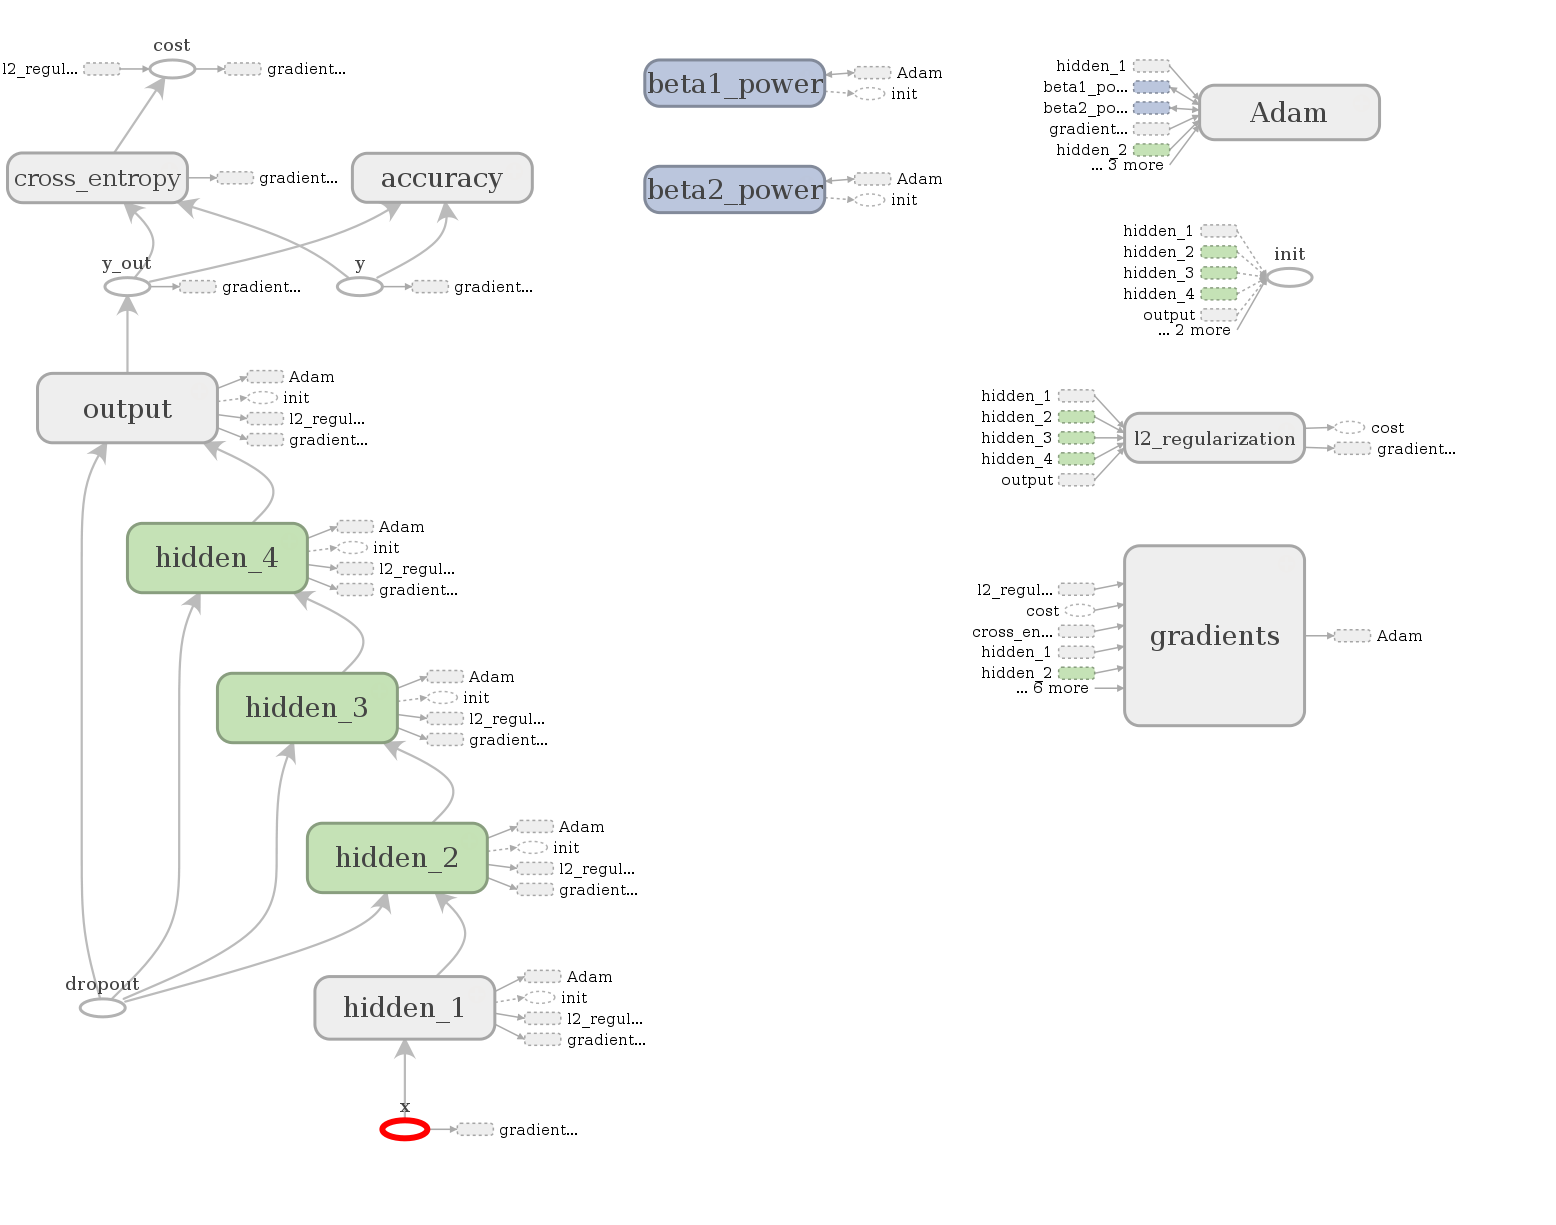 cost
l2_regul...
gradient...
cross_entropy
gradient...
accuracy
y_out
gradient...
y
gradient...
output
Adam
init
l2_regul...
gradient...
hidden_4
Adam
init
l2_regul...
gradient...
hidden_3
Adam
init
l2_regul...
gradient...
hidden_2
Adam
init
l2_regul...
gradient...
dropout
hidden_1
Adam
init
l2_regul...
gradient...
x
gradient...
beta1_power
Adam
init
beta2_power
Adam
init
hidden_1
beta1_po...
beta2_po...
gradient...
hidden_2
... 3 more
Adam
hidden_1
hidden_2
hidden_3
hidden_4
output
... 2 more
init
hidden_1
hidden_2
hidden_3
hidden_4
output
l2_regularization
cost
gradient...
l2_regul...
cost
cross_en...
hidden_1
hidden_2
... 6 more
gradients
Adam